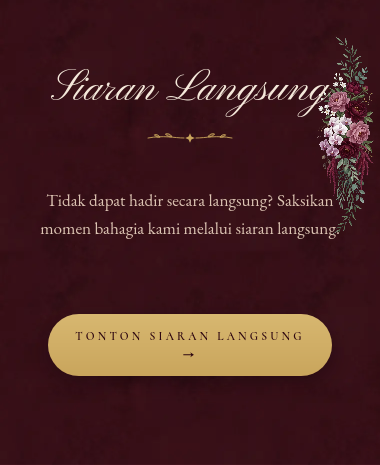 Siaran Langsung
Tidak dapat hadir secara langsung? Saksikan
momen bahagia kami melalui siaran langsung.
TONTON SIARAN LANGSUNG
→